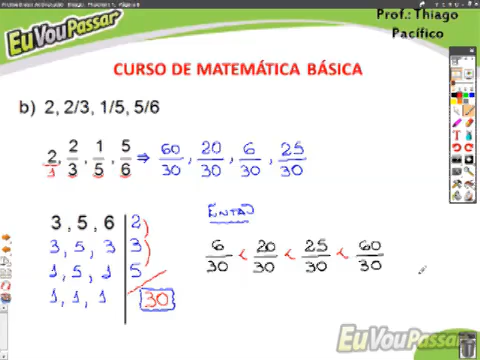 Prof.: Thiago
Pacífico
EuVouPassar
CURSO DE MATEMÁTICA BÁSICA
b) 2, 2/3, 1/5, 5/6
2/1, 2/3, 1/5, 5/6 ⇒ 60/30, 20/30, 6/30, 25/30
3, 5, 6 | 2
3, 5, 3 | 3
1, 5, 1 | 5
1, 1, 1 | 30
ENTÃO
6/30 < 20/30 < 25/30 < 60/30
EuVouPassar